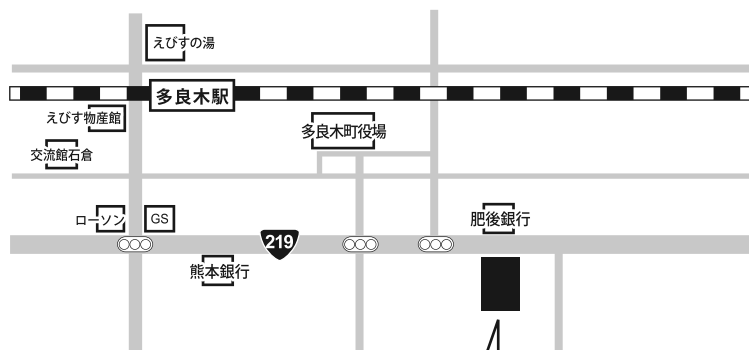 えびすの湯
多良木駅
えびす物産館
多良木町役場
交流館石倉
ローソン
GS
肥後銀行
219
熊本銀行